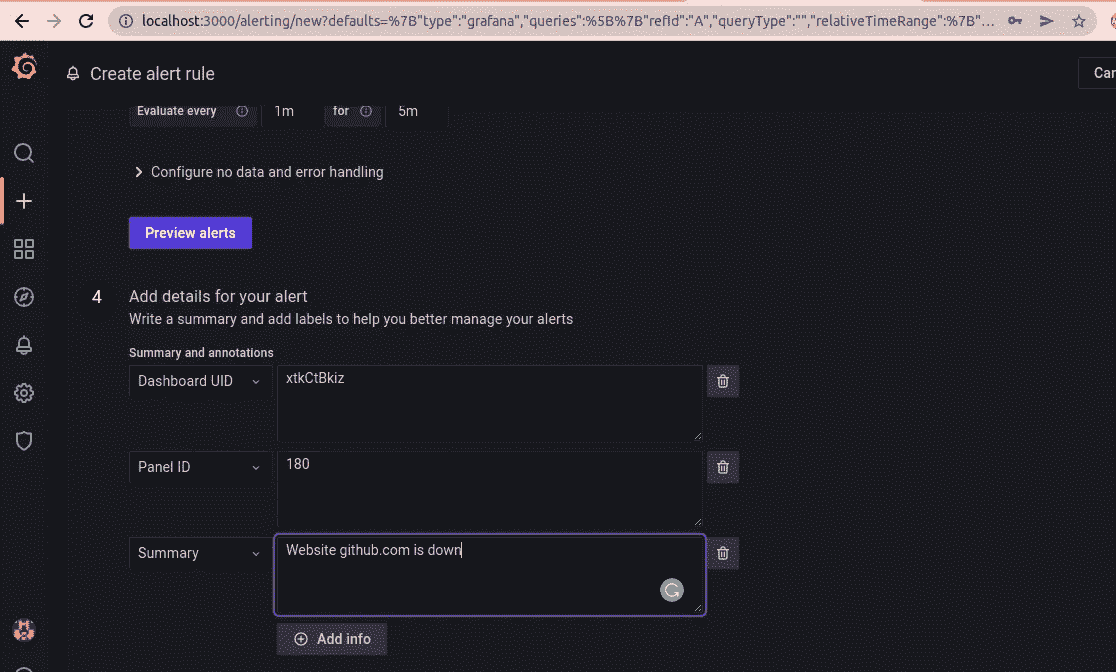 localhost:3000/alerting/new?defaults=%7B"type":"grafana","queries":%5B%7B"refId":"A","queryType":"","relativeTimeRange":%7B"...
Create alert rule
Can
Evaluate every 1m for 5m
Configure no data and error handling
Preview alerts
4 Add details for your alert
Write a summary and add labels to help you better manage your alerts
Summary and annotations
Dashboard UID xtkCtBkiz
Panel ID 180
Summary Website github.com is down
Add info